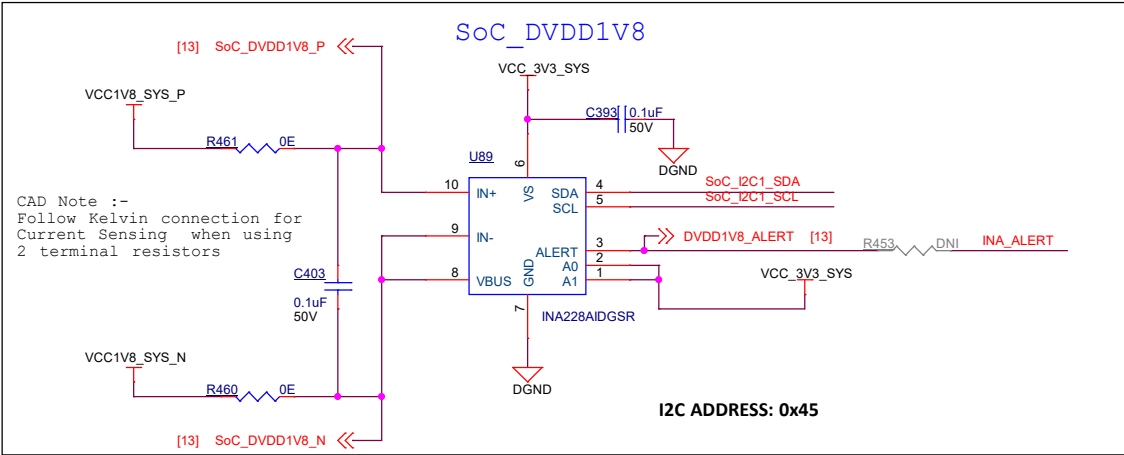 SoC_DVDD1V8
[13] SoC_DVDD1V8_P
VCC_3V3_SYS
VCC1V8_SYS_P
C393 0.1uF
50V
R461 0E
DGND
U89
6
VS
10 IN+
SDA 4 SoC_I2C1_SDA
SCL 5 SoC_I2C1_SCL
CAD Note :-
Follow Kelvin connection for
Current Sensing when using
2 terminal resistors
9 IN-
DVDD1V8_ALERT [13]
R453 DNI INA_ALERT
ALERT 3
A0 2
A1 1
8 VBUS
GND
VCC_3V3_SYS
C403
0.1uF
50V
7
INA228AIDGSR
VCC1V8_SYS_N
R460 0E
DGND
I2C ADDRESS: 0x45
[13] SoC_DVDD1V8_N